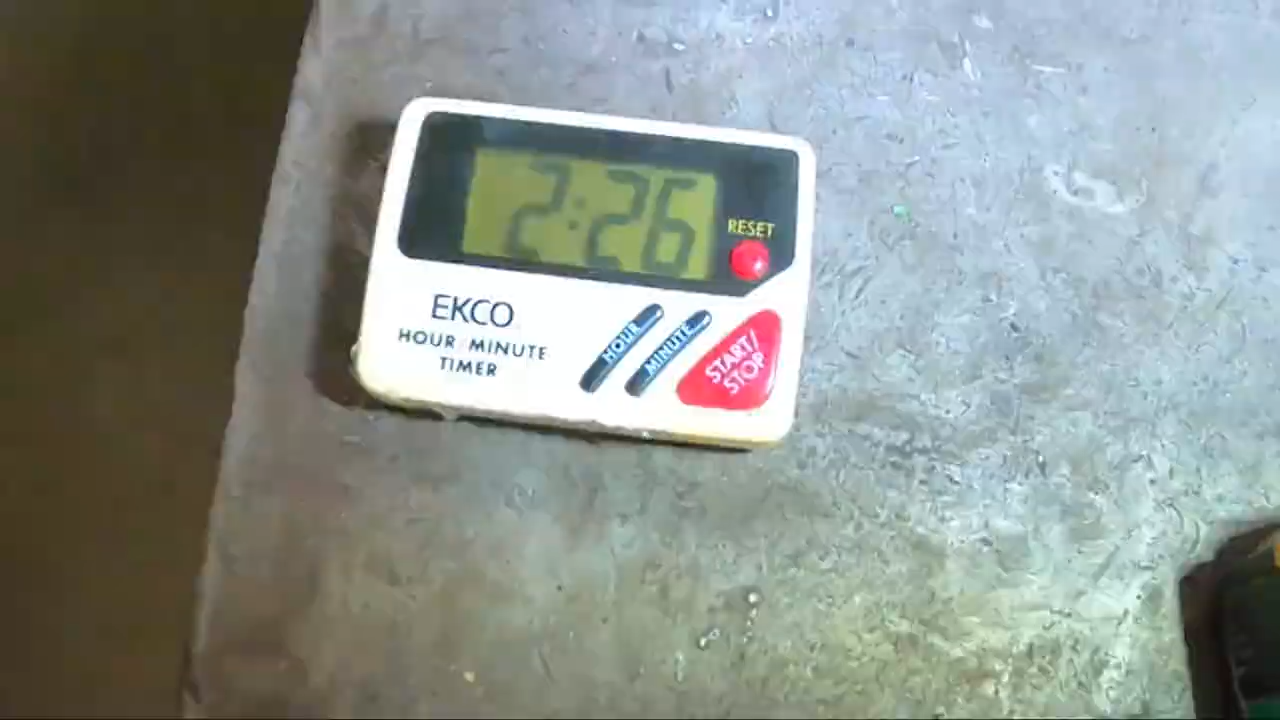 2:26
RESET
EKCO
HOUR/MINUTE
TIMER
HOUR
MINUTE
START/
STOP